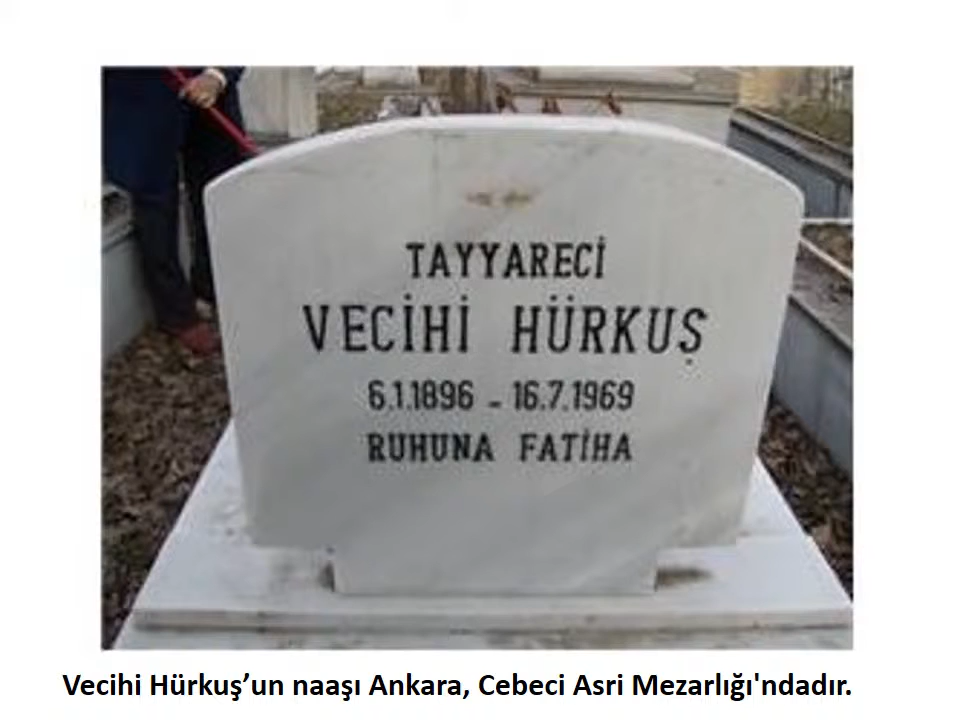 TAYYARECİ
VECİHİ HÜRKUŞ
6.1.1896 - 16.7.1969
RUHUNA FATİHA
Vecihi Hürkuş’un naaşı Ankara, Cebeci Asri Mezarlığı'ndadır.